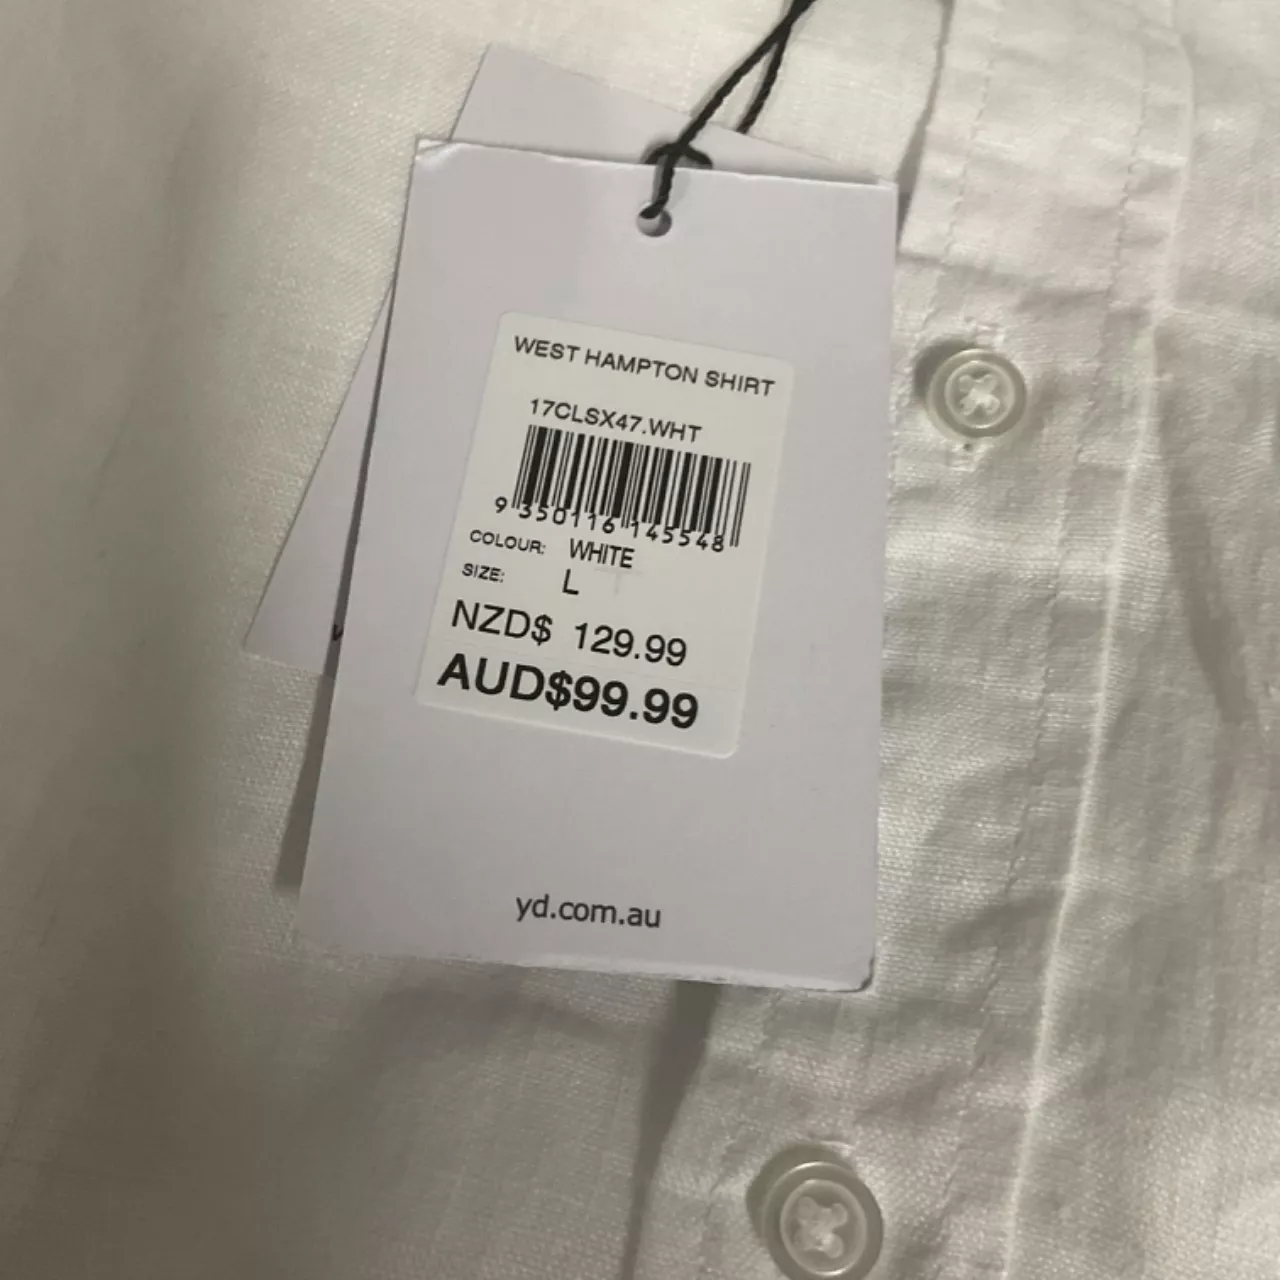 WEST HAMPTON SHIRT
17CLSX47.WHT
9 350116 145548
COLOUR: WHITE
SIZE: L
NZD$ 129.99
AUD$99.99
yd.com.au